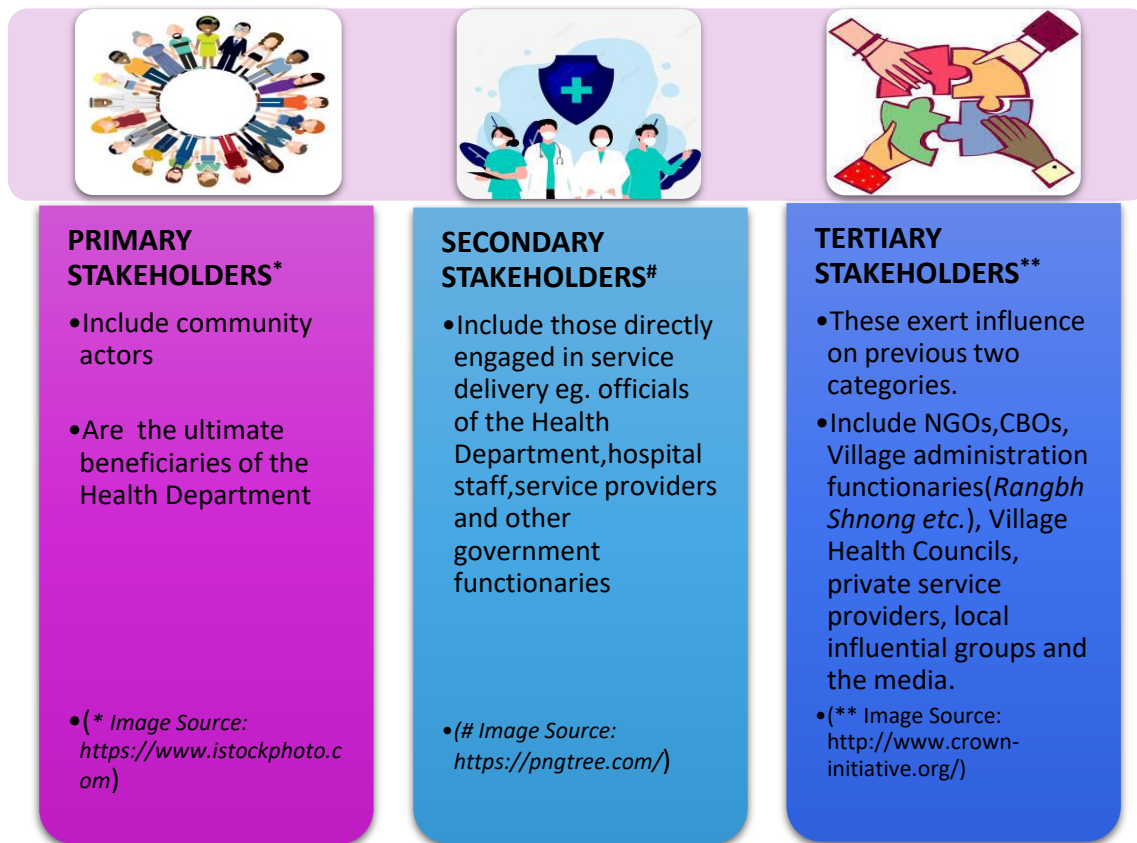 PRIMARY
STAKEHOLDERS*
•Include community
actors
•Are the ultimate
beneficiaries of the
Health Department
•(* Image Source:
https://www.istockphoto.c
om)
SECONDARY
STAKEHOLDERS#
•Include those directly
engaged in service
delivery eg. officials
of the Health
Department,hospital
staff,service providers
and other
government
functionaries
•(# Image Source:
https://pngtree.com/)
TERTIARY
STAKEHOLDERS**
•These exert influence
on previous two
categories.
•Include NGOs,CBOs,
Village administration
functionaries(Rangbh
Shnong etc.), Village
Health Councils,
private service
providers, local
influential groups and
the media.
•(** Image Source:
http://www.crown-
initiative.org/)